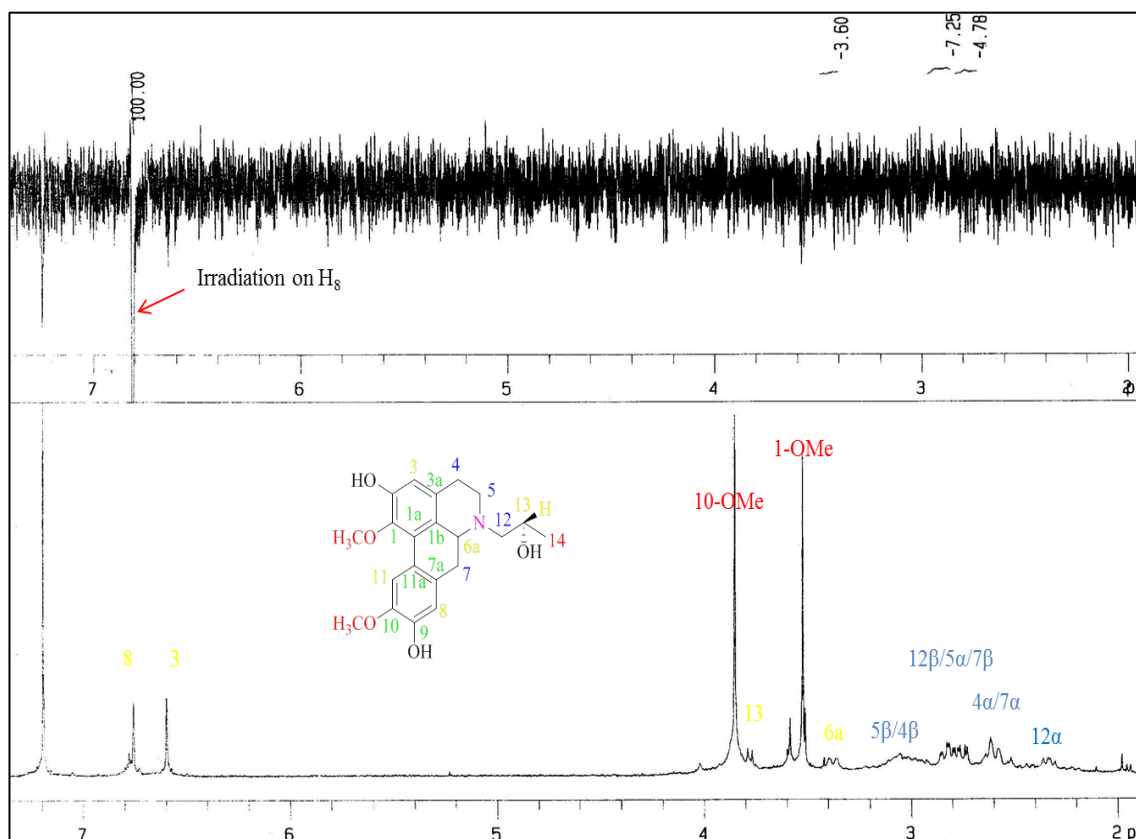 -3.60
-7.25
-4.78
100.00
Irradiation on H₈
7 6 5 4 3 2p
1-OMe
10-OMe
3 4
HO 3a 5
13 H
1a N 12
1 1b 6a OH 14
H₃CO
11 7a 7
11a
8
H₃CO 10 9
OH
8 3
13
6a
5β/4β
12β/5α/7β
4α/7α
12α
7 6 5 4 3 2 p